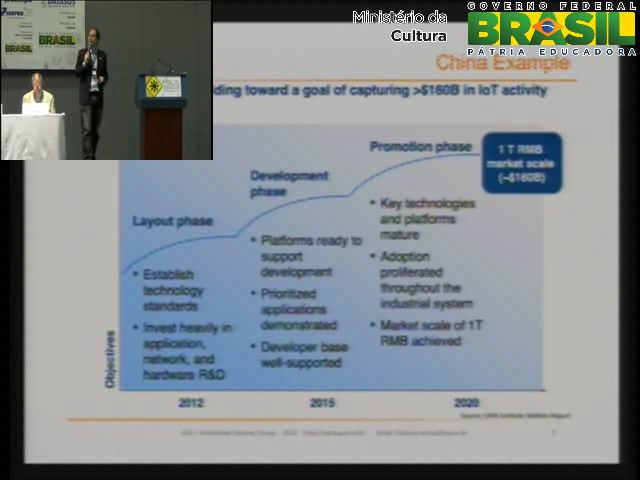 SERPRO
DATASUS
BRASIL
BRASIL
Ministério da
Cultura
GOVERNO FEDERAL
BRASIL
PÁTRIA EDUCADORA
China Example
ding toward a goal of capturing >$160B in IoT activity
Promotion phase
1 T RMB
market scale
(~$160B)
Development
phase
Layout phase
• Key technologies
and platforms
mature
• Adoption
proliferated
throughout the
industrial system
• Market scale of 1T
RMB achieved
• Platforms ready to
support
development
• Prioritized
applications
demonstrated
• Developer base
well-supported
• Establish
technology
standards
• Invest heavily in
application,
network, and
hardware R&D
Objectives
2012
2015
2020